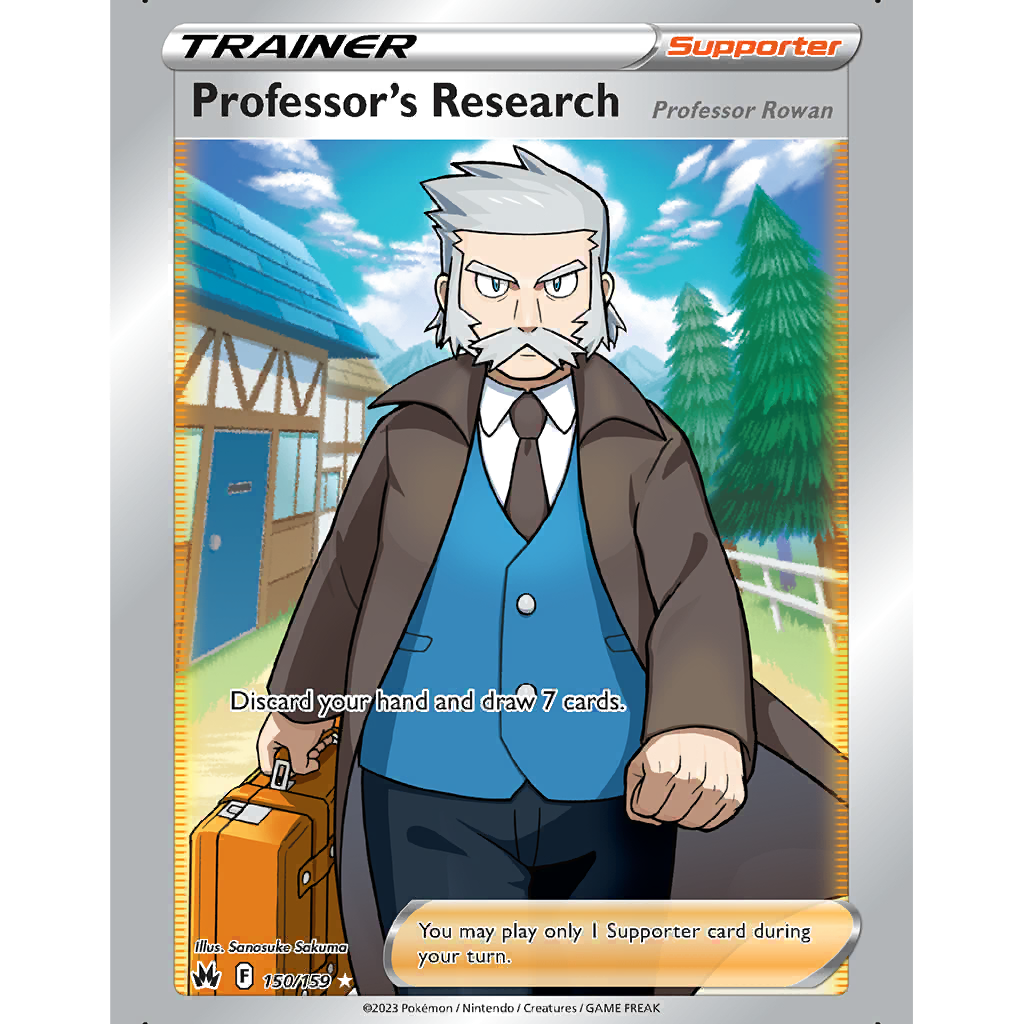 TRAINER
Supporter
Professor's Research
Professor Rowan
Discard your hand and draw 7 cards.
You may play only 1 Supporter card during
your turn.
Illus. Sanosuke Sakuma
F 150/159 ★
©2023 Pokémon / Nintendo / Creatures / GAME FREAK